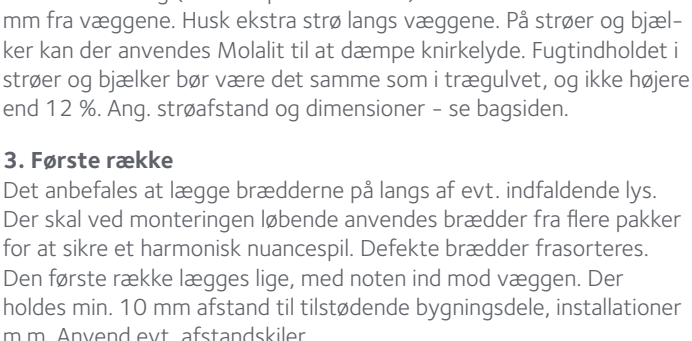 mm fra væggene. Husk ekstra strø langs væggene. På strøer og bjæl-
ker kan der anvendes Molalit til at dæmpe knirkelyde. Fugtindholdet i
strøer og bjælker bør være det samme som i trægulvet, og ikke højere
end 12 %. Ang. strøafstand og dimensioner – se bagsiden.
3. Første række
Det anbefales at lægge brædderne på langs af evt. indfaldende lys.
Der skal ved monteringen løbende anvendes brædder fra flere pakker
for at sikre et harmonisk nuancespil. Defekte brædder frasorteres.
Den første række lægges lige, med noten ind mod væggen. Der
holdes min. 10 mm afstand til tilstødende bygningsdele, installationer
m.m. Anvend evt. afstandskiler.